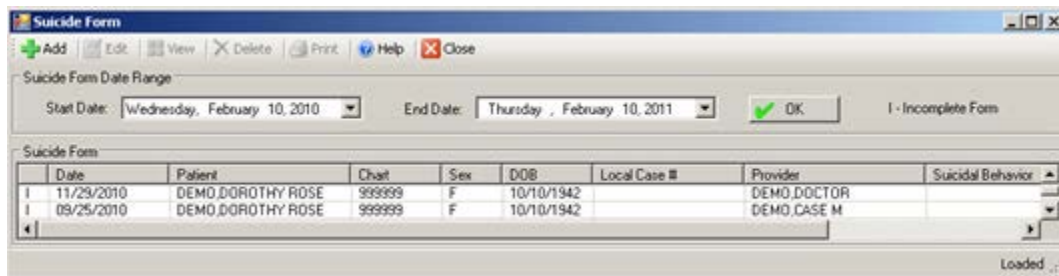 Suicide Form
Add Edit View Delete Print Help Close
Suicide Form Date Range
Start Date: Wednesday, February 10, 2010 End Date: Thursday , February 10, 2011 OK I - Incomplete Form
Suicide Form
Date Patient Chart Sex DOB Local Case # Provider Suicidal Behavior
I 11/29/2010 DEMO,DOROTHY ROSE 999999 F 10/10/1942 DEMO,DOCTOR
I 09/25/2010 DEMO,DOROTHY ROSE 999999 F 10/10/1942 DEMO,CASE M
Loaded